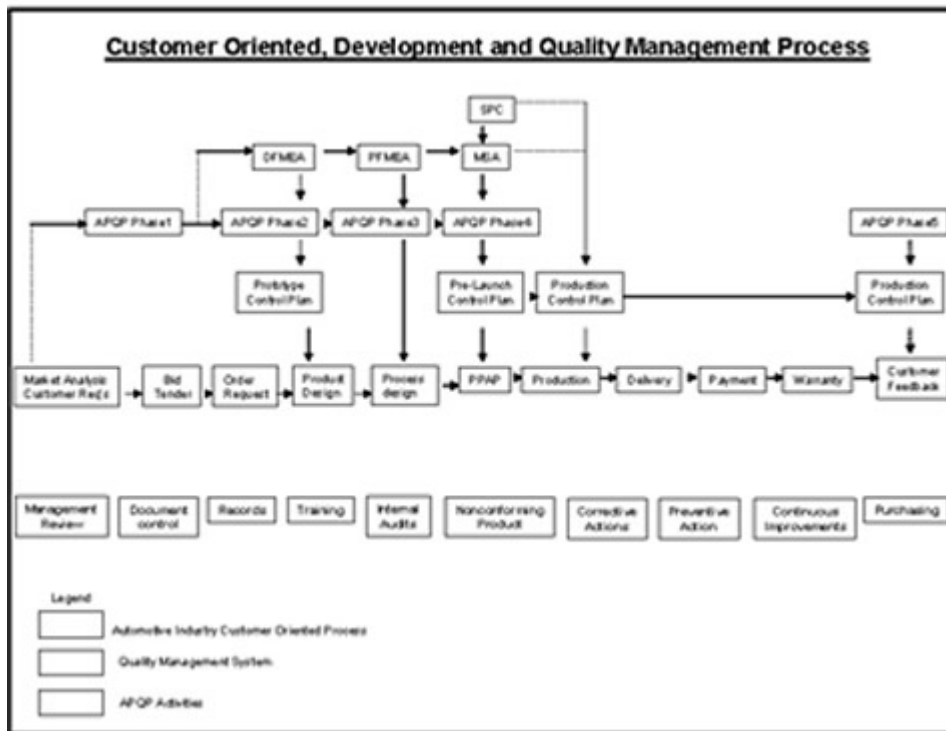 Customer Oriented, Development and Quality Management Process
SPC
DFMEA
PFMEA
MSA
APQP Phase1
APQP Phase2
APQP Phase3
APQP Phase4
APQP Phase5
Prototype
Control Plan
Pre-Launch
Control Plan
Production
Control Plan
Production
Control Plan
Market Analysis
Customer Req's
Bid
Tender
Order
Request
Product
Design
Process
design
PPAP
Production
Delivery
Payment
Warranty
Customer
Feedback
Management
Review
Document
control
Records
Training
Internal
Audits
Nonconforming
Product
Corrective
Actions
Preventive
Action
Continuous
Improvements
Purchasing
Legend
Automotive Industry Customer Oriented Process
Quality Management System
APQP Activities